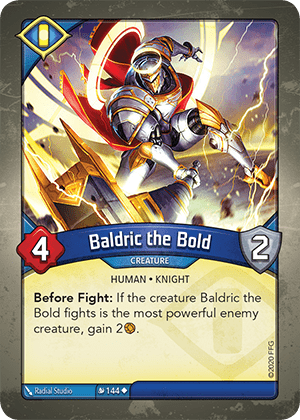 Baldric the Bold
CREATURE
4
2
HUMAN • KNIGHT
Before Fight: If the creature Baldric the
Bold fights is the most powerful enemy
creature, gain 2.
Radial Studio
144
©2020 FFG